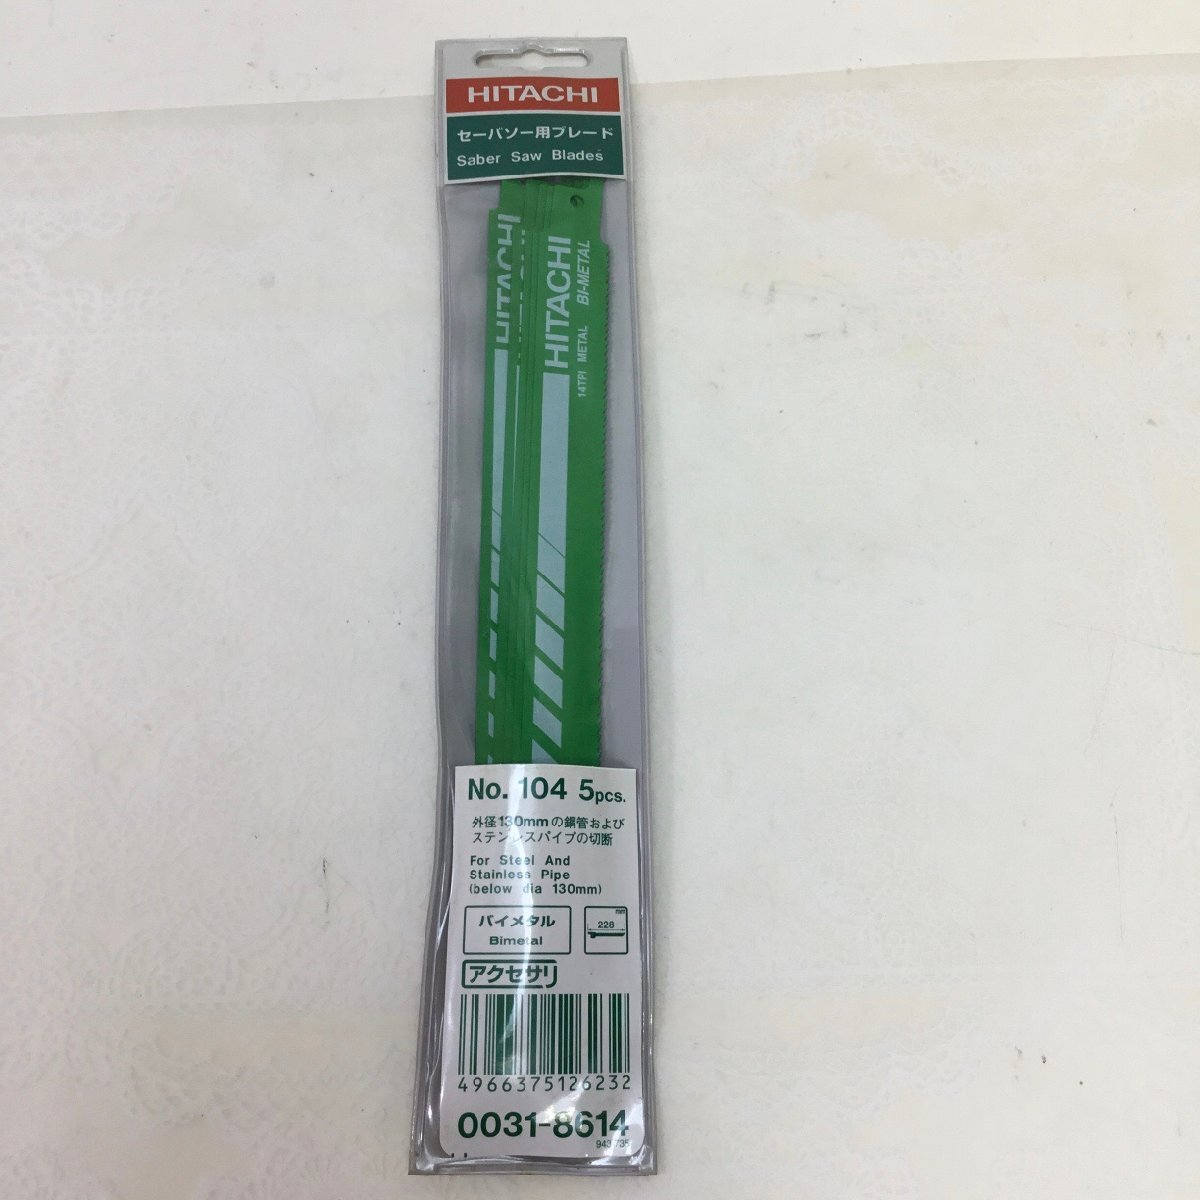 HITACHI
セーバソー用ブレード
Saber Saw Blades
HITACHI
HITACHI
BI-METAL
14TPI METAL
No. 104 5pcs.
外径130mmの鋼管および
ステンレスパイプの切断
For Steel And
Stainless Pipe
(below dia 130mm)
バイメタル
Bimetal
mm
228
アクセサリ
4966375126232
0031-8614